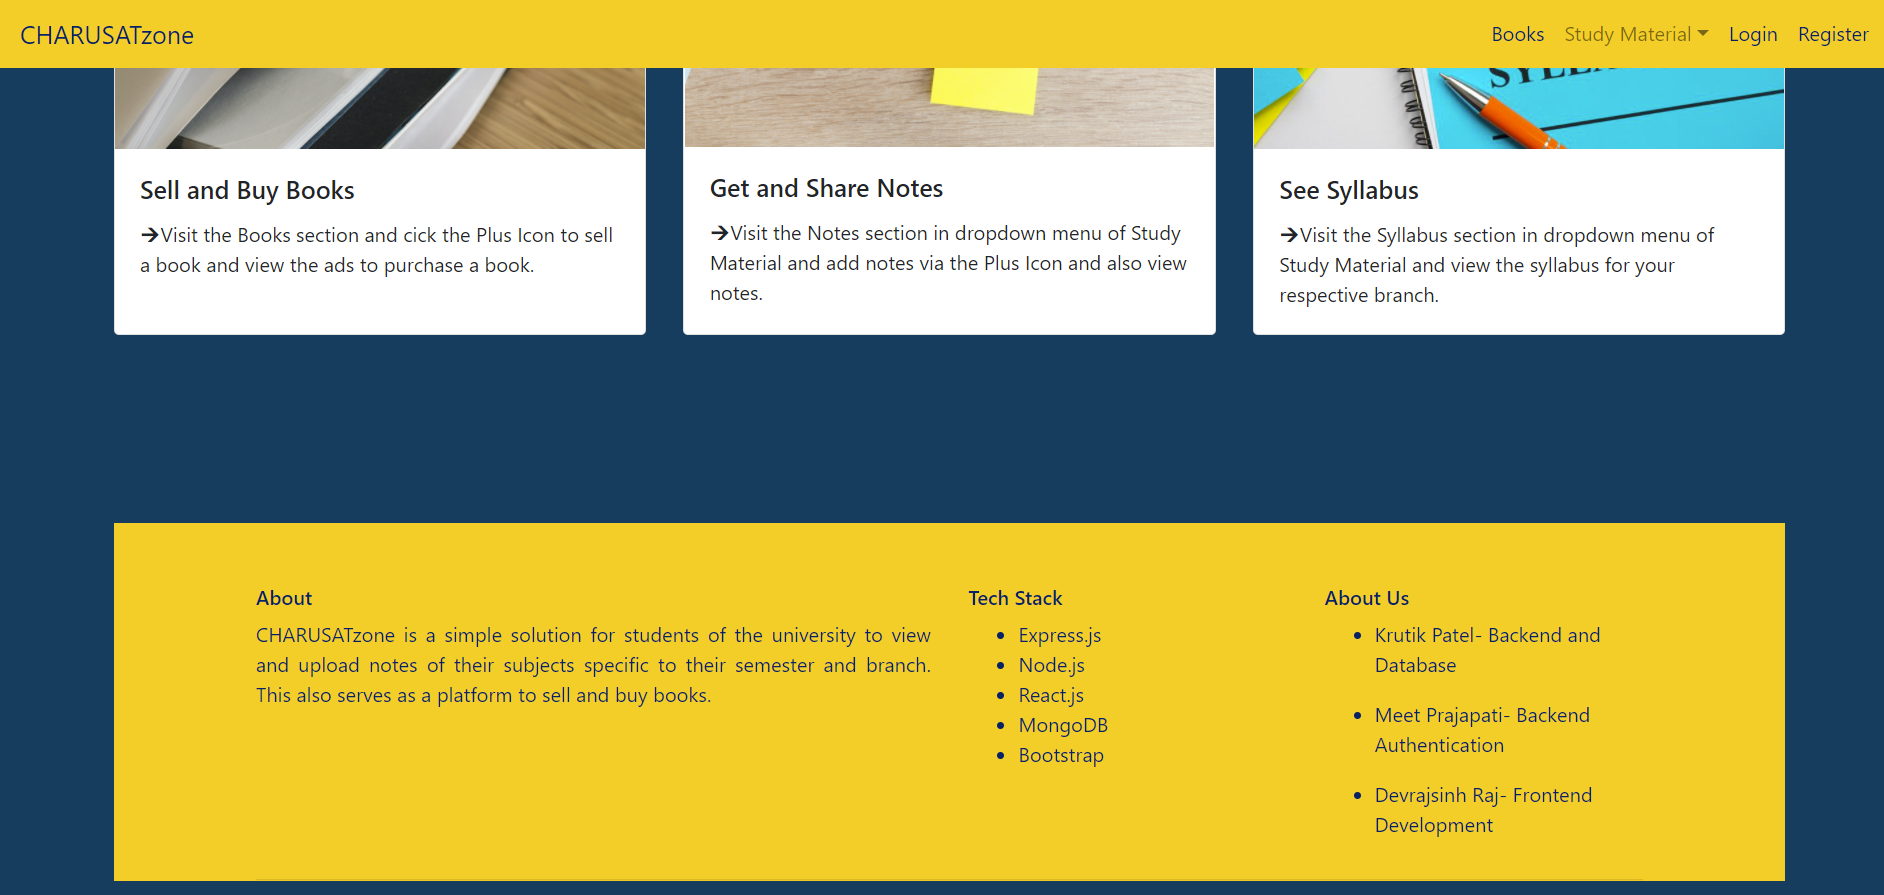 CHARUSATzone
Books Study Material Login Register
Sell and Buy Books
→Visit the Books section and cick the Plus Icon to sell
a book and view the ads to purchase a book.
Get and Share Notes
→Visit the Notes section in dropdown menu of Study
Material and add notes via the Plus Icon and also view
notes.
See Syllabus
→Visit the Syllabus section in dropdown menu of
Study Material and view the syllabus for your
respective branch.
About
CHARUSATzone is a simple solution for students of the university to view
and upload notes of their subjects specific to their semester and branch.
This also serves as a platform to sell and buy books.
Tech Stack
• Express.js
• Node.js
• React.js
• MongoDB
• Bootstrap
About Us
• Krutik Patel- Backend and
Database
• Meet Prajapati- Backend
Authentication
• Devrajsinh Raj- Frontend
Development